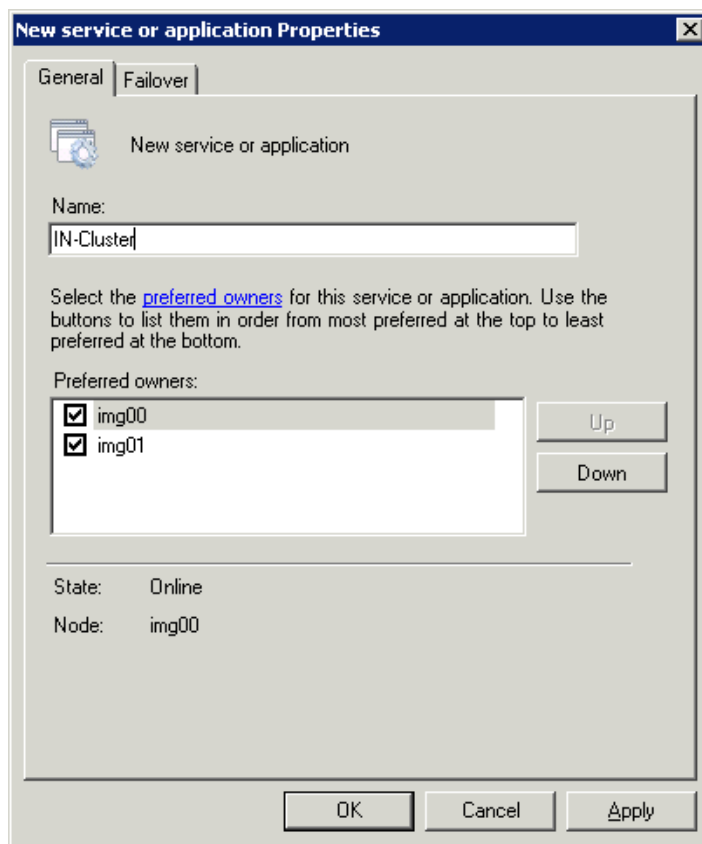 New service or application Properties
General
Failover
New service or application
Name:
IN-Cluster
Select the preferred owners for this service or application. Use the
buttons to list them in order from most preferred at the top to least
preferred at the bottom.
Preferred owners:
img00
img01
Up
Down
State: Online
Node: img00
OK
Cancel
Apply